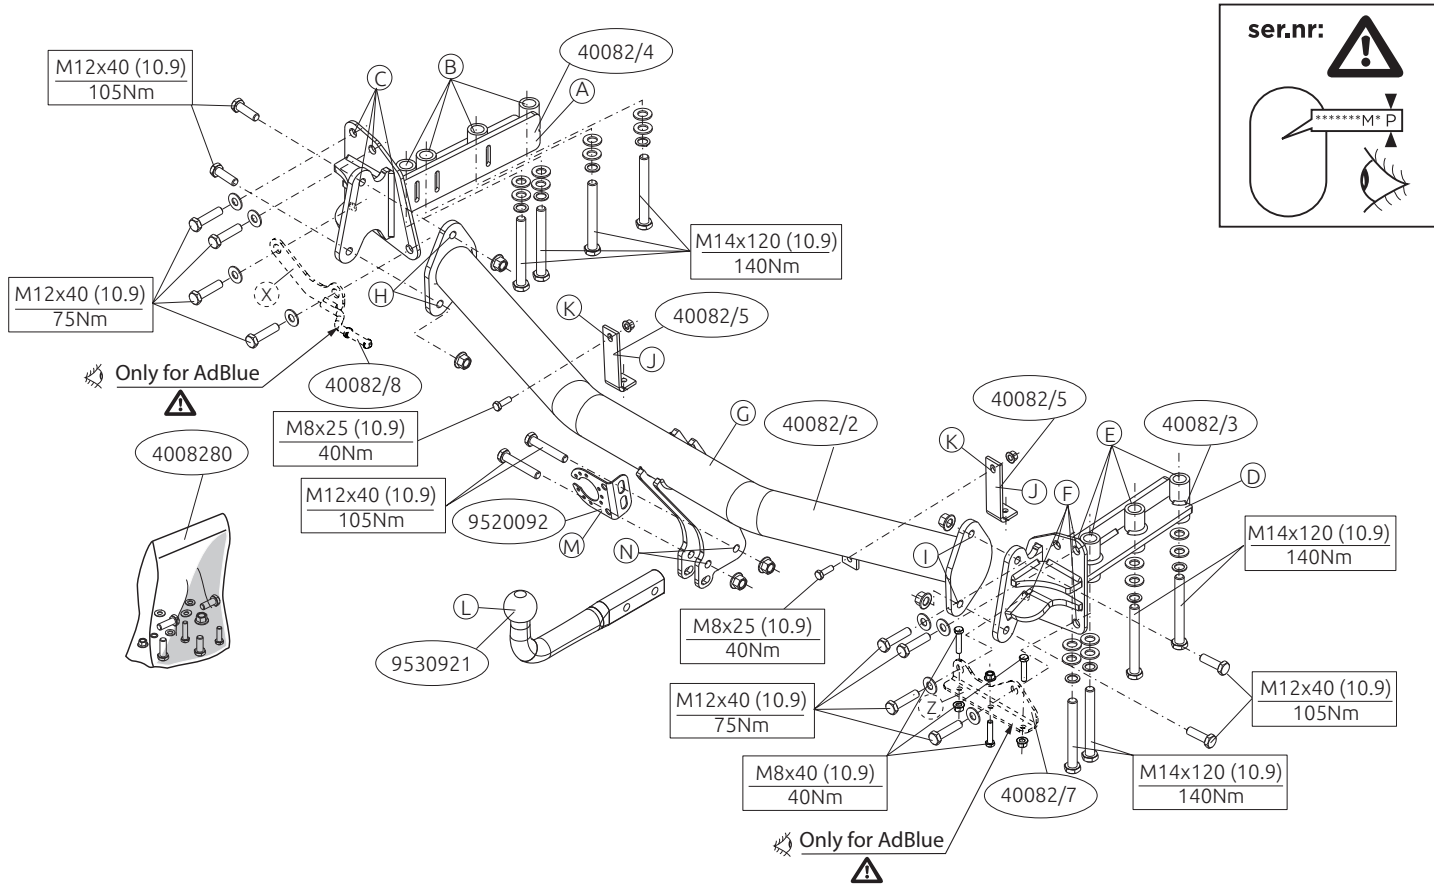 ser.nr:
*******M* P
M12x40 (10.9)
105Nm
C
B
40082/4
A
M14x120 (10.9)
140Nm
M12x40 (10.9)
75Nm
X
H
K
40082/5
J
Only for AdBlue
40082/8
M8x25 (10.9)
40Nm
G
40082/2
40082/5
40082/3
K
E
J
F
D
4008280
M12x40 (10.9)
105Nm
9520092
M
N
I
M14x120 (10.9)
140Nm
L
9530921
M8x25 (10.9)
40Nm
M12x40 (10.9)
75Nm
Z
M12x40 (10.9)
105Nm
M8x40 (10.9)
40Nm
40082/7
M14x120 (10.9)
140Nm
Only for AdBlue